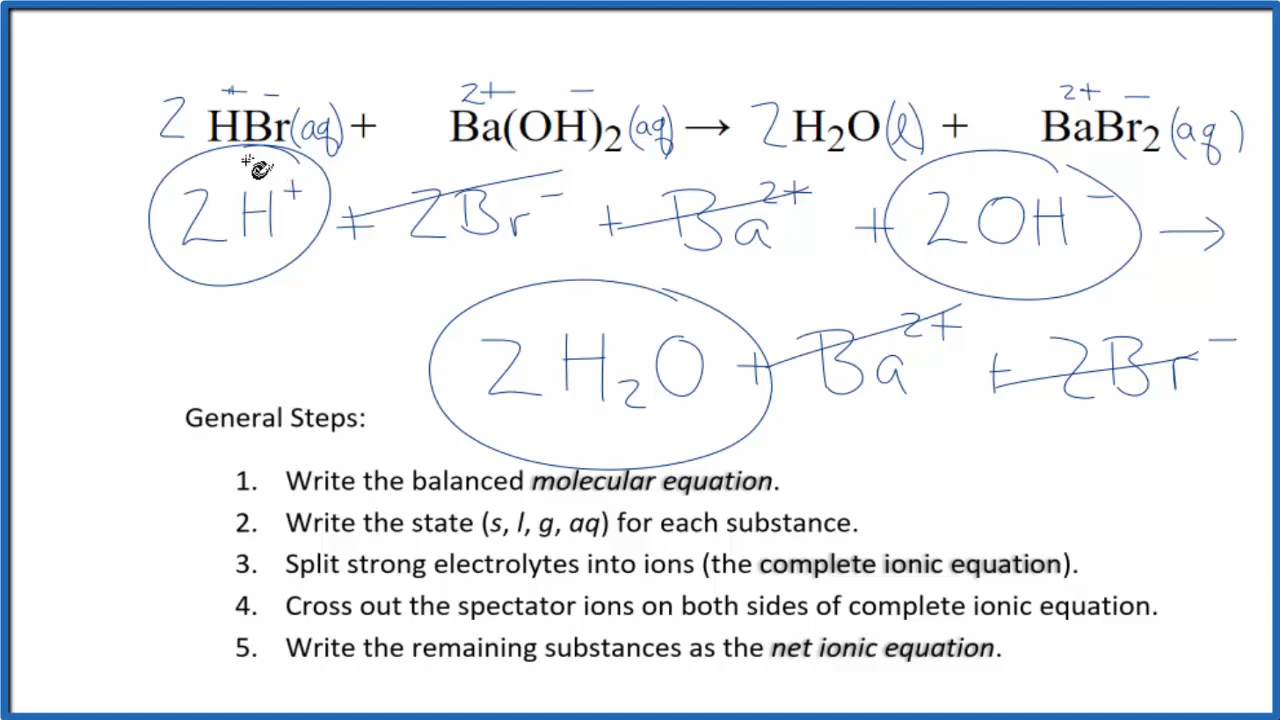 + - 2+ - 2+ -
2 HBr(aq) + Ba(OH)₂(aq) → 2H₂O(l) + BaBr₂(aq)
2H⁺ + 2Br⁻ + Ba²⁺ + 2OH⁻ →
2H₂O + Ba²⁺ + 2Br⁻
General Steps:
1. Write the balanced molecular equation.
2. Write the state (s, l, g, aq) for each substance.
3. Split strong electrolytes into ions (the complete ionic equation).
4. Cross out the spectator ions on both sides of complete ionic equation.
5. Write the remaining substances as the net ionic equation.